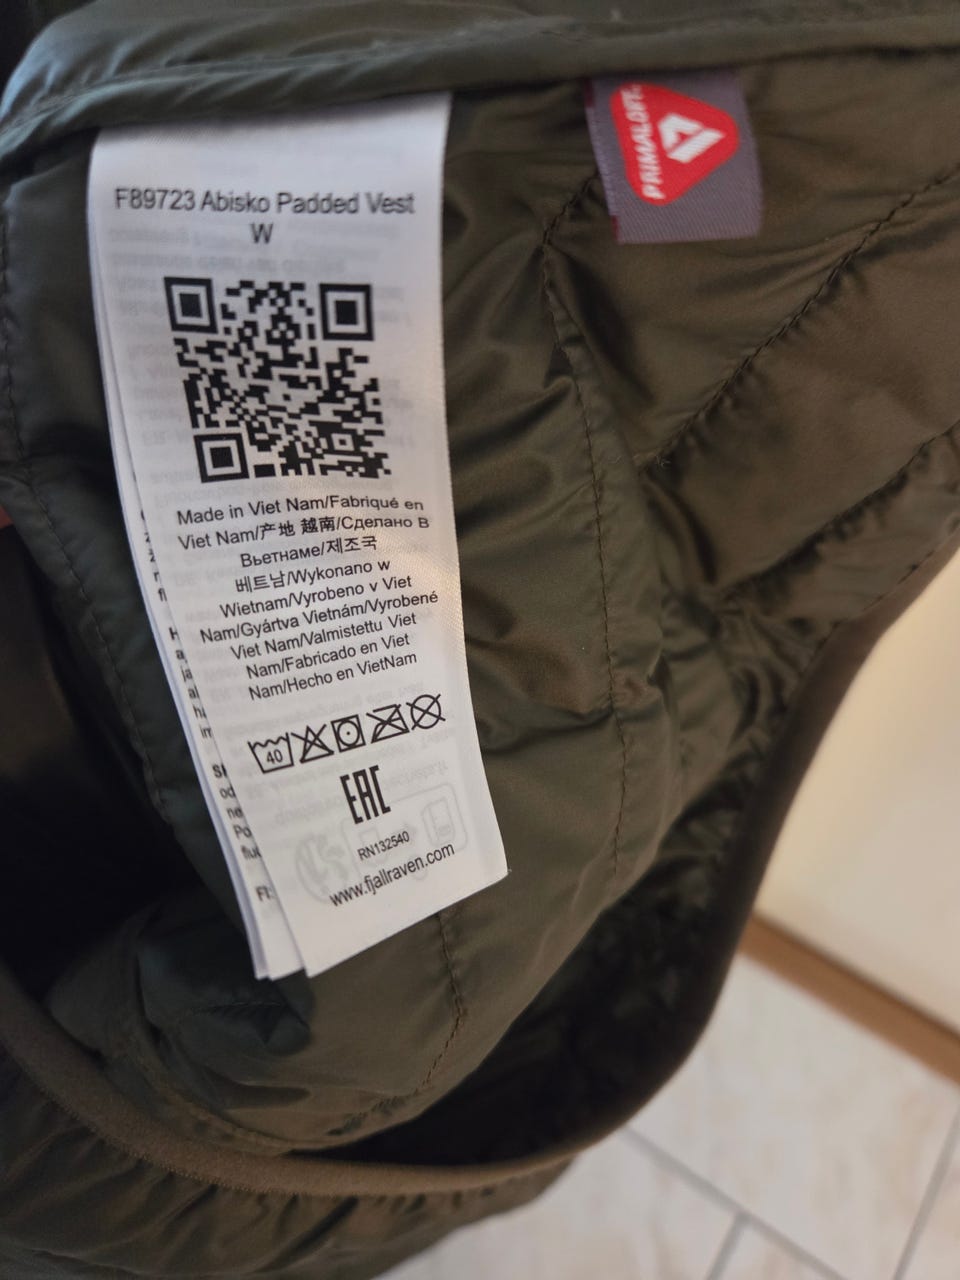 F89723 Abisko Padded Vest
W
PRIMALOFT
Made in Viet Nam/Fabriqué en
Viet Nam/产地 越南/Сделано В
Вьетнаме/제조국
베트남/Wykonano w
Wietnam/Vyrobeno v Viet
Nam/Gyártva Vietnám/Vyrobené
Viet Nam/Valmistettu Viet
Nam/Fabricado en Viet
Nam/Hecho en VietNam
40
EAC
RN132540
www.fjallraven.com
FI: